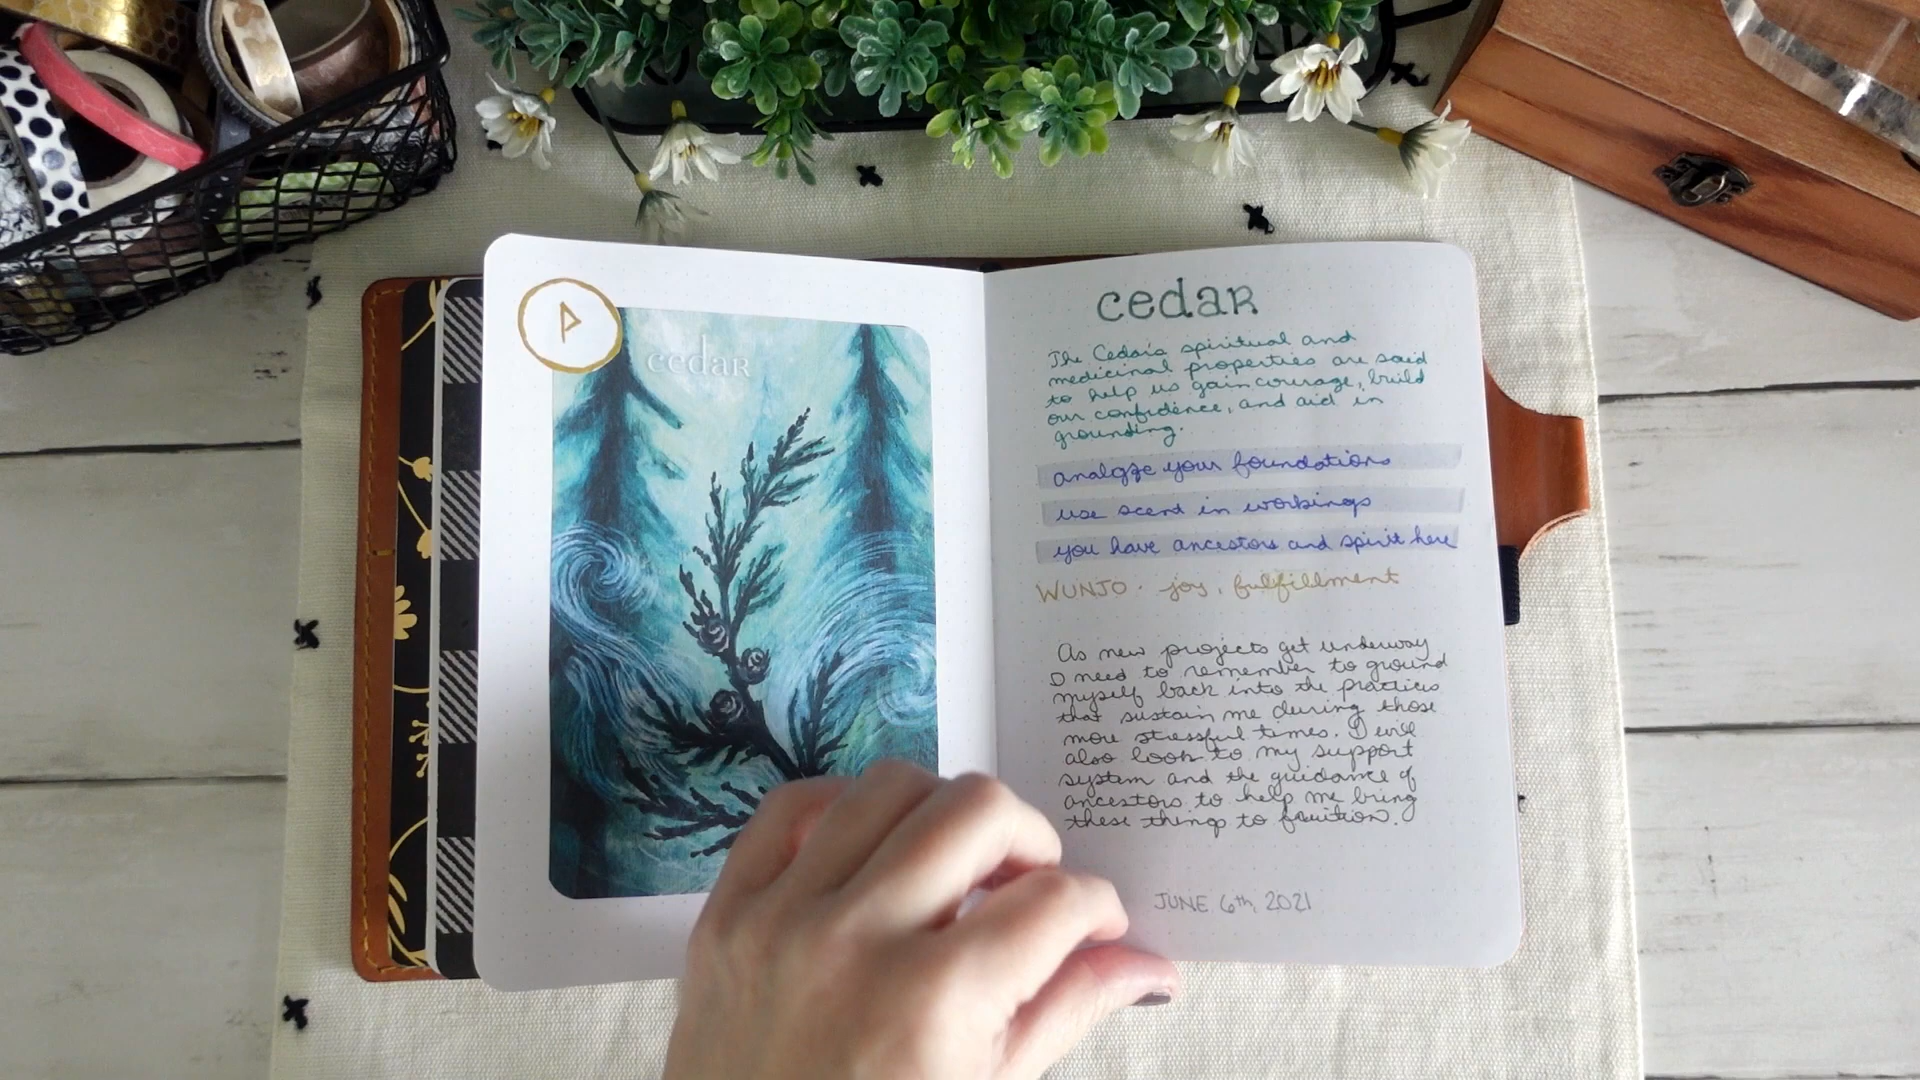 ᚹ
cedar
cedar
The Cedar's spiritual and
medicinal properties are said
to help us gain courage, build
our confidence, and aid in
grounding.
analyze your foundations
use scent in workings
you have ancestors and spirit here
WUNJO · joy, fulfillment
As new projects get underway
I need to remember to ground
myself back into the practices
that sustain me during those
more stressful times. I will
also look to my support
system and the guidance of
ancestors to help me bring
these things to fruition.
JUNE 6th, 2021